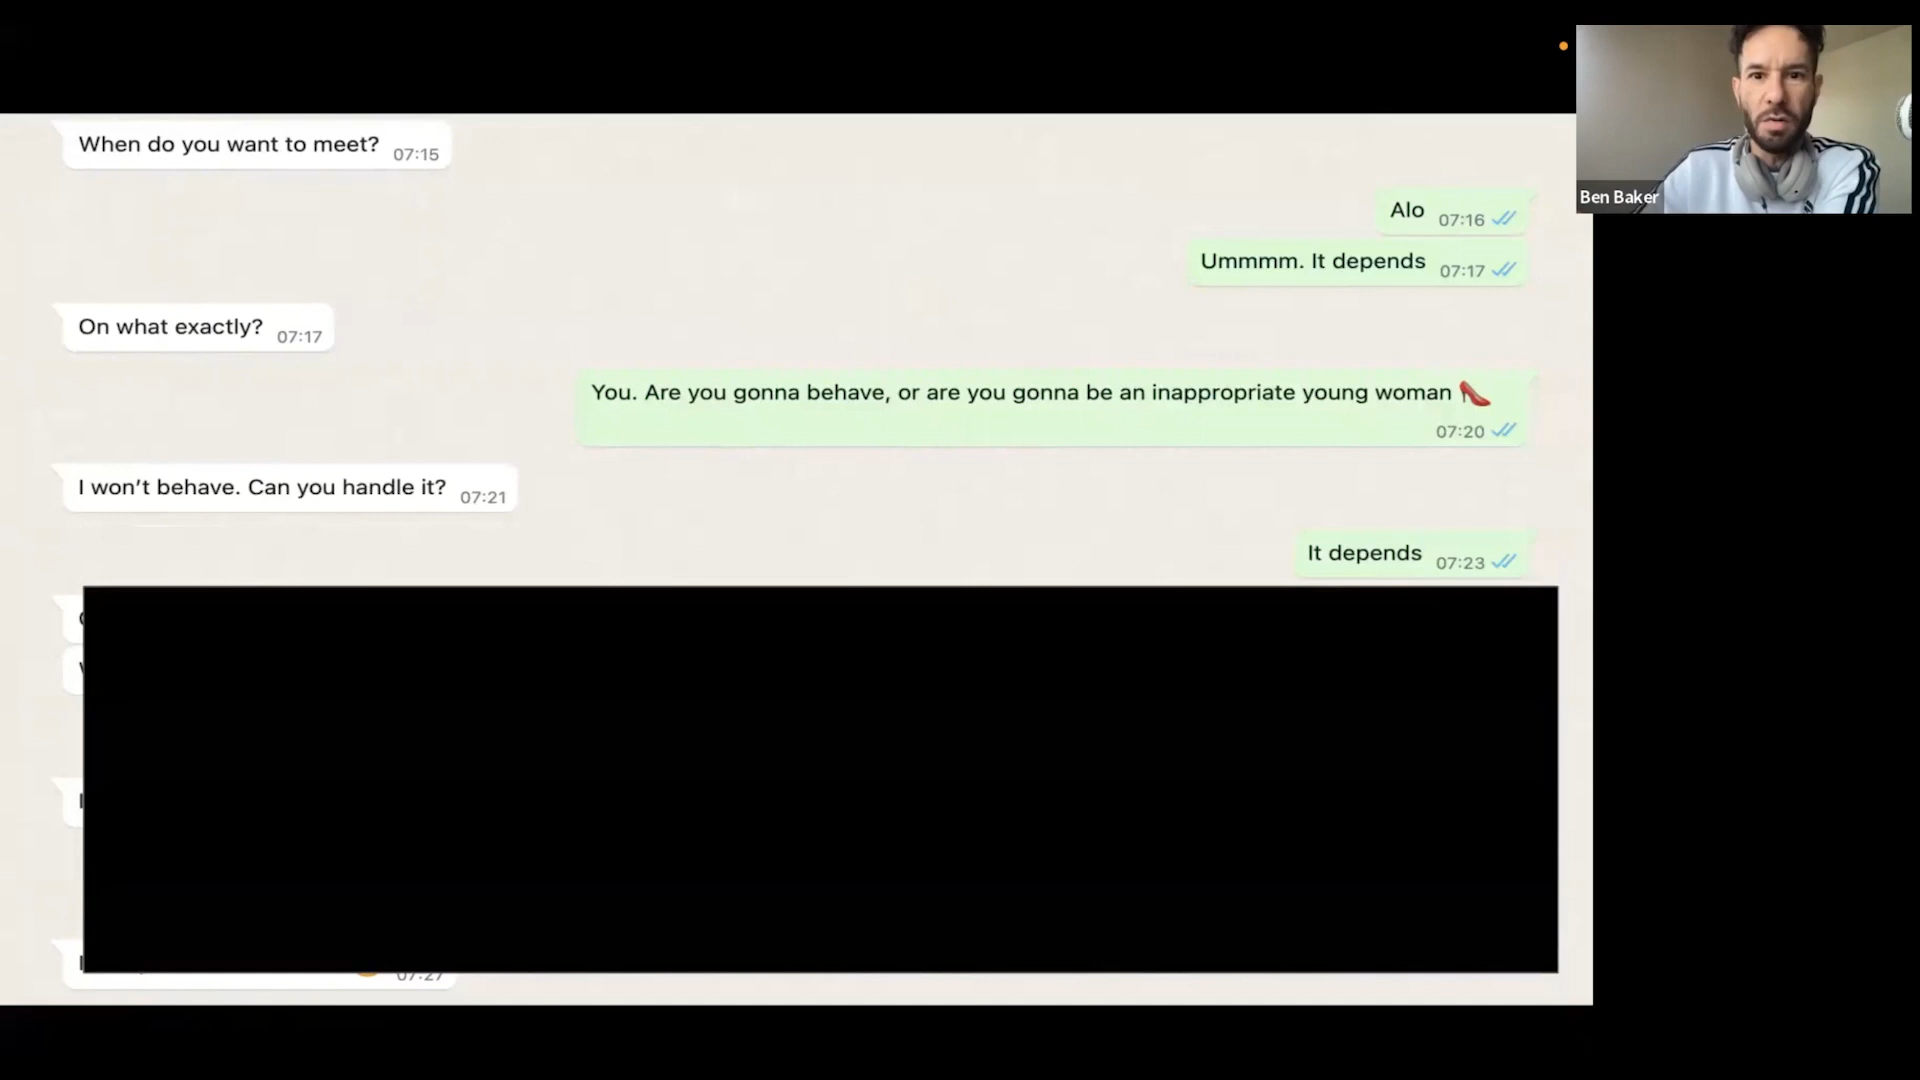 When do you want to meet? 07:15
Ben Baker
Alo 07:16
Ummmm. It depends 07:17
On what exactly? 07:17
You. Are you gonna behave, or are you gonna be an inappropriate young woman 👠
07:20
I won't behave. Can you handle it? 07:21
It depends 07:23
07:27